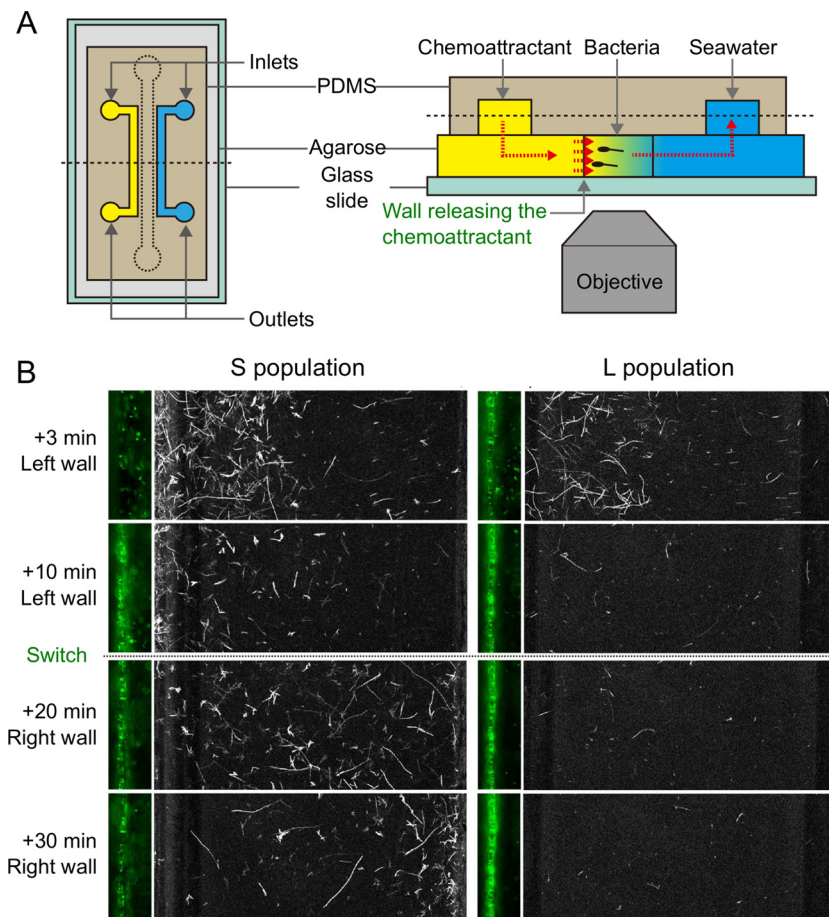 A
Inlets
PDMS
Agarose
Glass
slide
Outlets
Chemoattractant
Bacteria
Seawater
Wall releasing the
chemoattractant
Objective
B
S population
L population
+3 min
Left wall
+10 min
Left wall
Switch
+20 min
Right wall
+30 min
Right wall